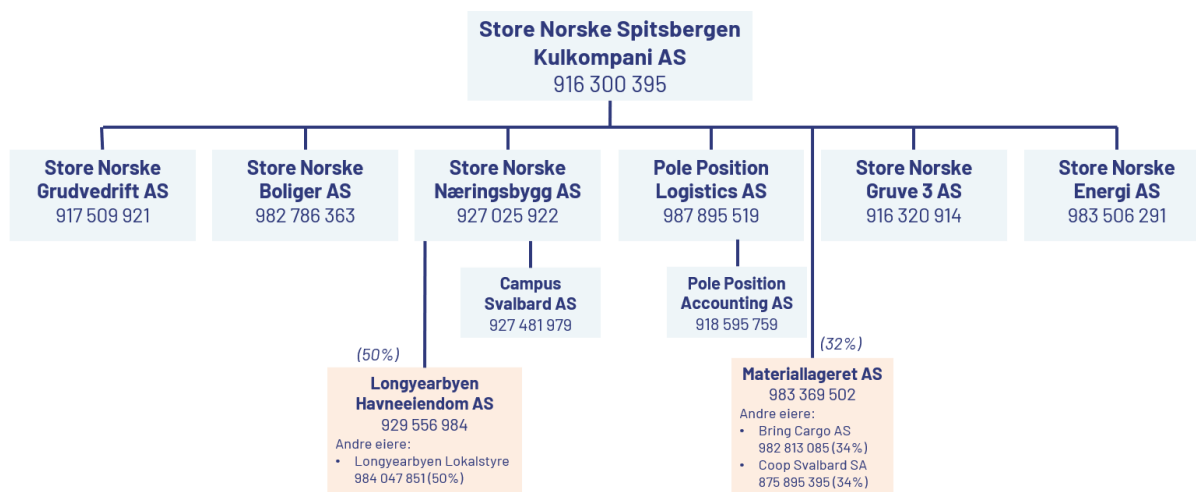 Store Norske Spitsbergen
Kulkompani AS
916 300 395
Store Norske
Grudvedrift AS
917 509 921
Store Norske
Boliger AS
982 786 363
Store Norske
Næringsbygg AS
927 025 922
Pole Position
Logistics AS
987 895 519
Store Norske
Gruve 3 AS
916 320 914
Store Norske
Energi AS
983 506 291
Campus
Svalbard AS
927 481 979
Pole Position
Accounting AS
918 595 759
(50%)
Longyearbyen
Havneeiendom AS
929 556 984
Andre eiere:
• Longyearbyen Lokalstyre
984 047 851 (50%)
(32%)
Materiallageret AS
983 369 502
Andre eiere:
• Bring Cargo AS
982 813 085 (34%)
• Coop Svalbard SA
875 895 395 (34%)